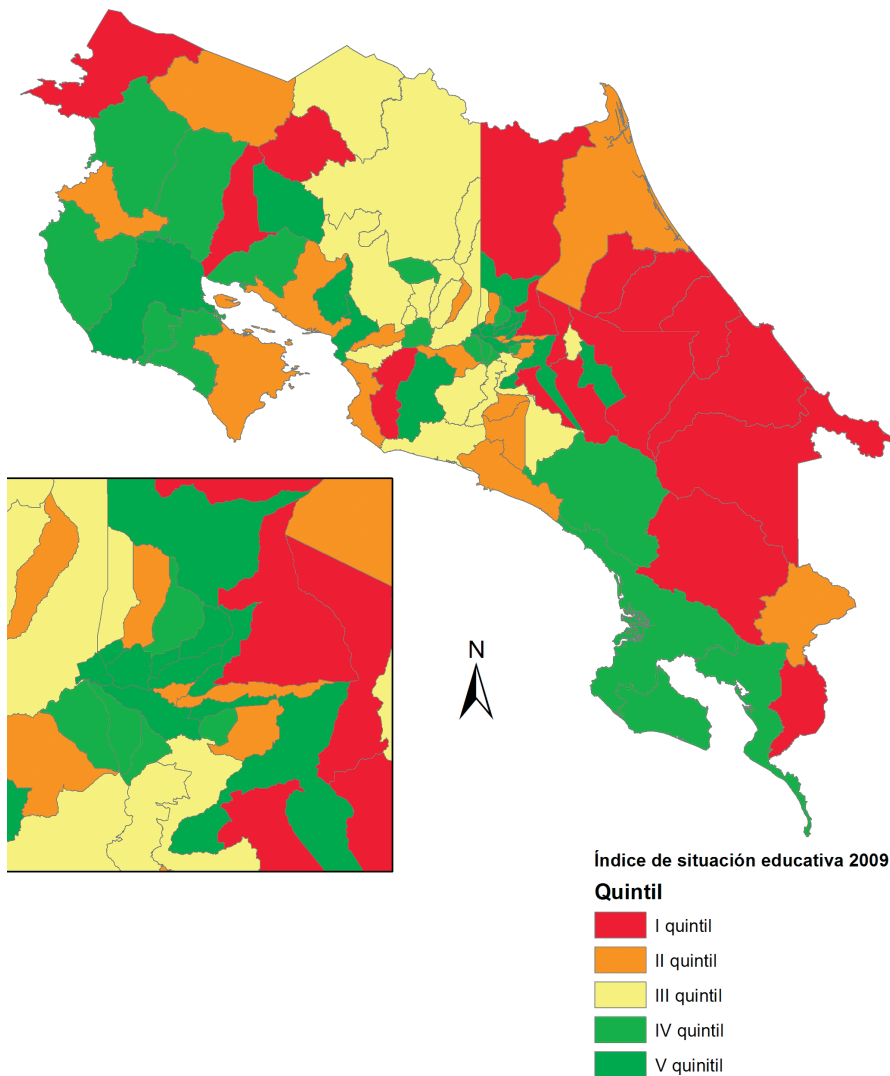 N
Índice de situación educativa 2009
Quintil
I quintil
II quintil
III quintil
IV quintil
V quinitil